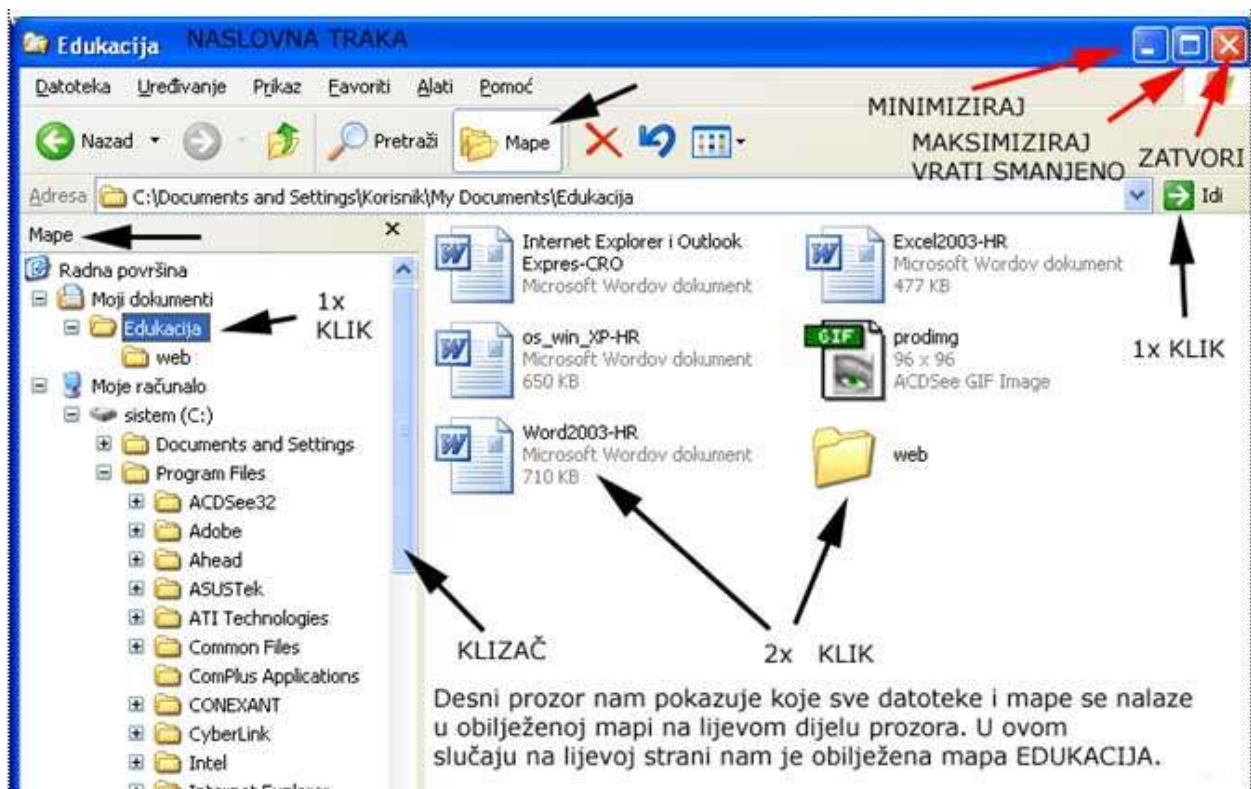 Edukacija NASLOVNA TRAKA
Datoteka Uređivanje Prikaz Favoriti Alati Pomoć
MINIMIZIRAJ
Nazad Pretraži Mape
MAKSIMIZIRAJ
VRATI SMANJENO
ZATVORI
Adresa C:\Documents and Settings\Korisnik\My Documents\Edukacija Idi
Mape
Radna površina
Moji dokumenti
Edukacija
web
1x
KLIK
Moje računalo
sistem (C:)
Documents and Settings
Program Files
ACDSee32
Adobe
Ahead
ASUSTek
ATI Technologies
Common Files
ComPlus Applications
CONEXANT
CyberLink
Intel
Internet Explorer
Internet Explorer i Outlook
Expres-CRO
Microsoft Wordov dokument
Excel2003-HR
Microsoft Wordov dokument
477 KB
os_win_XP-HR
Microsoft Wordov dokument
650 KB
GIF
prodimg
96 x 96
ACDSee GIF Image
1x KLIK
Word2003-HR
Microsoft Wordov dokument
710 KB
web
KLIZAČ
2x KLIK
Desni prozor nam pokazuje koje sve datoteke i mape se nalaze
u obilježenoj mapi na lijevom dijelu prozora. U ovom
slučaju na lijevoj strani nam je obilježena mapa EDUKACIJA.